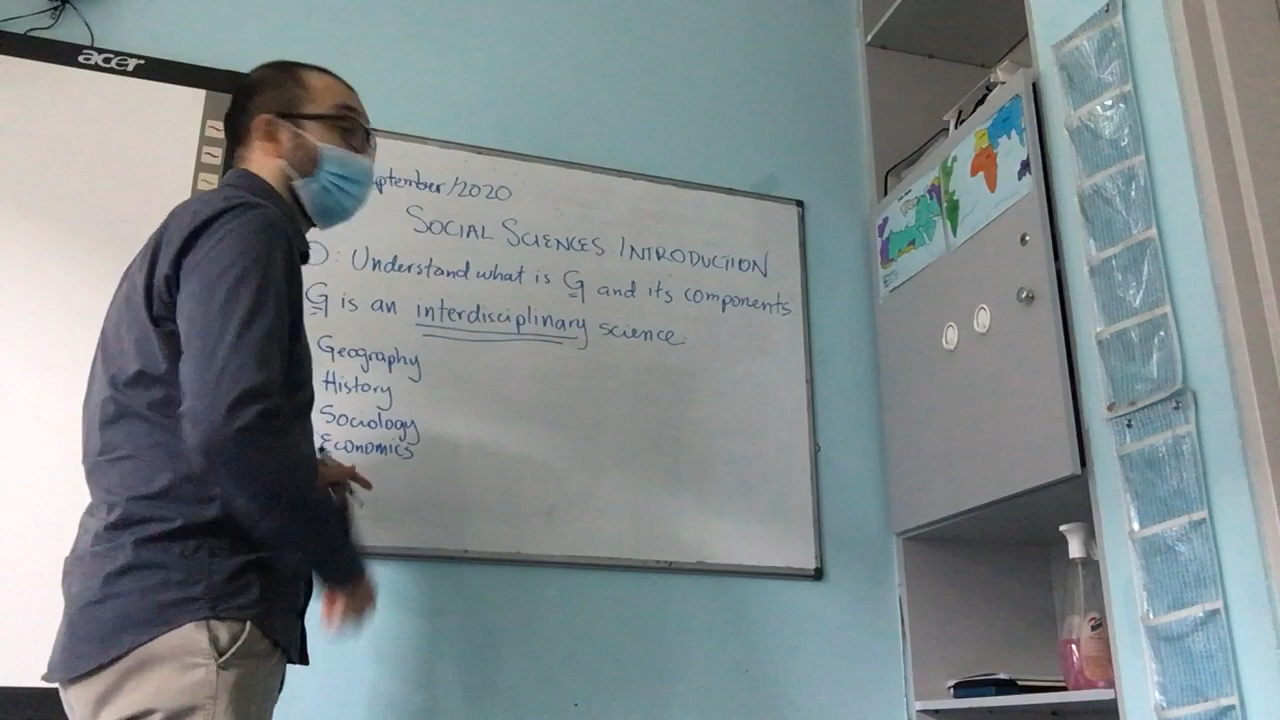 acer
ptember/2020
SOCIAL SCIENCES INTRODUCTION
: Understand what is G and its components
G is an interdisciplinary science.
Geography
History
Sociology
Economics